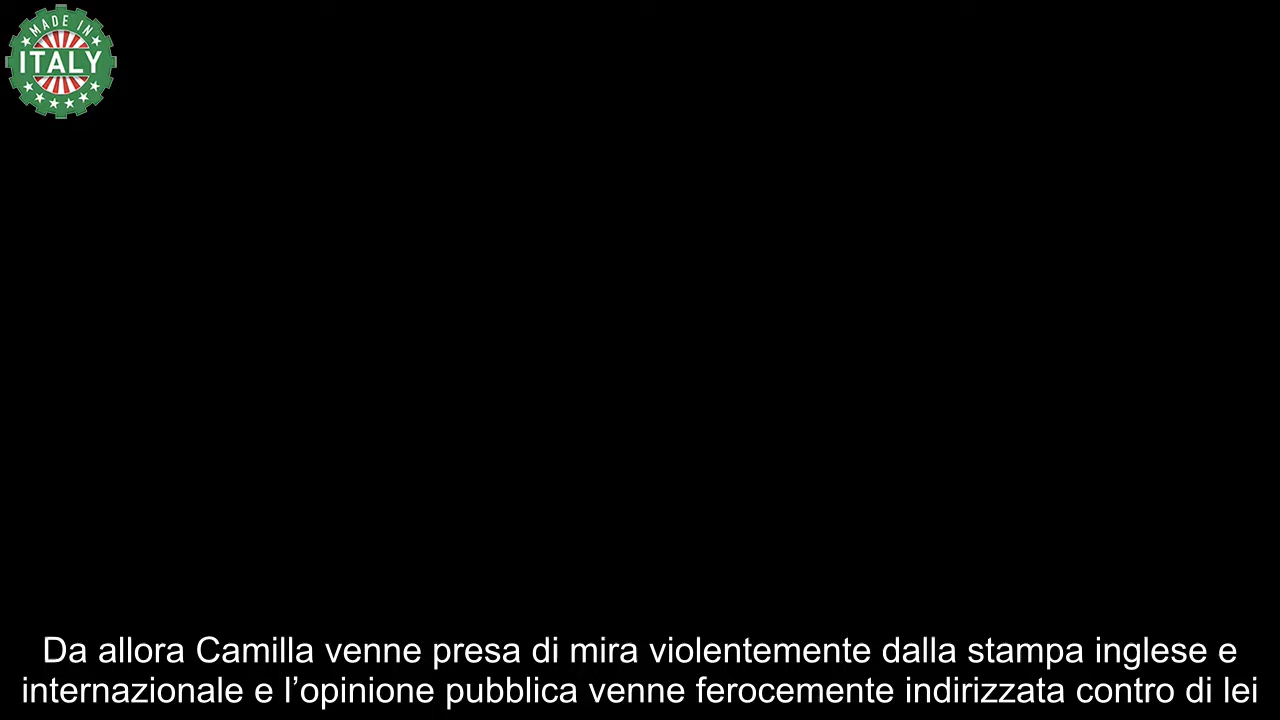 MADE IN
ITALY
Da allora Camilla venne presa di mira violentemente dalla stampa inglese e
internazionale e l’opinione pubblica venne ferocemente indirizzata contro di lei